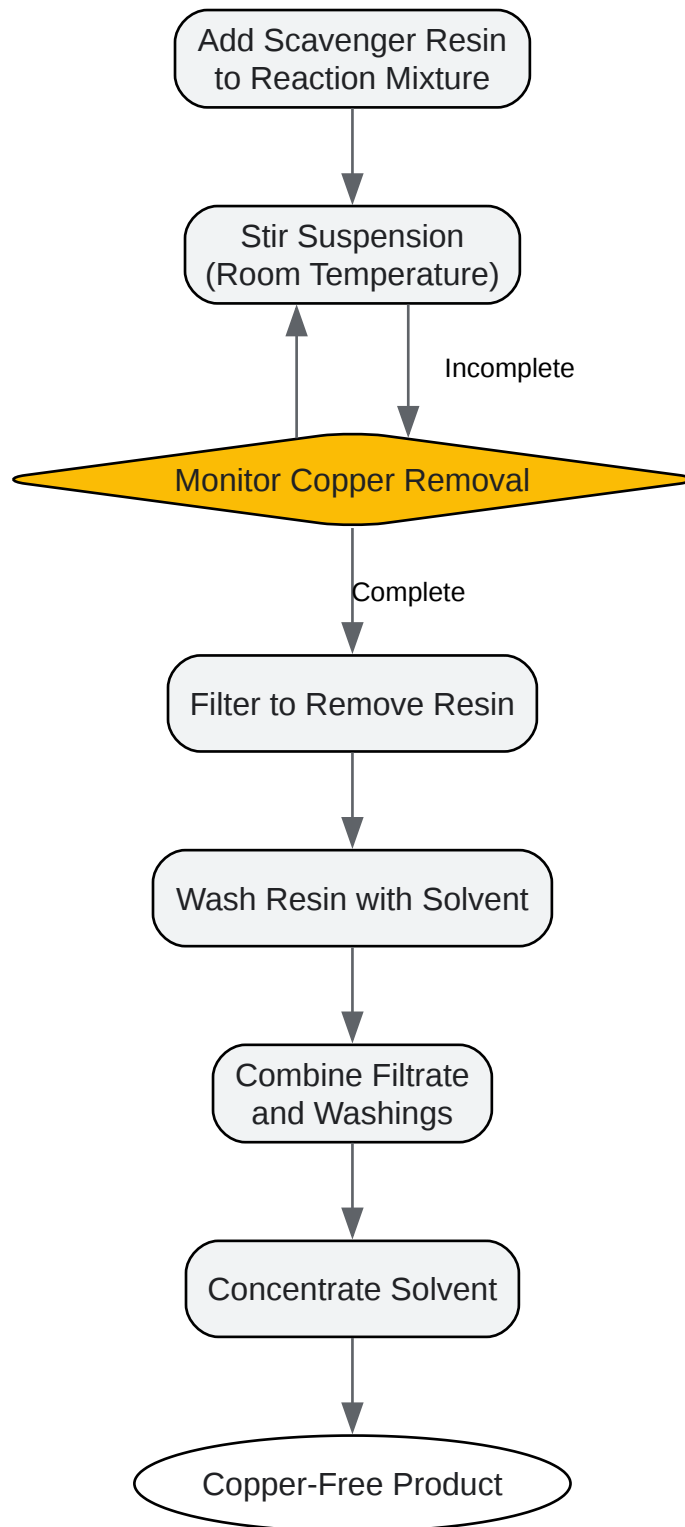 Add Scavenger Resin
to Reaction Mixture
Stir Suspension
(Room Temperature)
Incomplete
Monitor Copper Removal
Complete
Filter to Remove Resin
Wash Resin with Solvent
Combine Filtrate
and Washings
Concentrate Solvent
Copper-Free Product